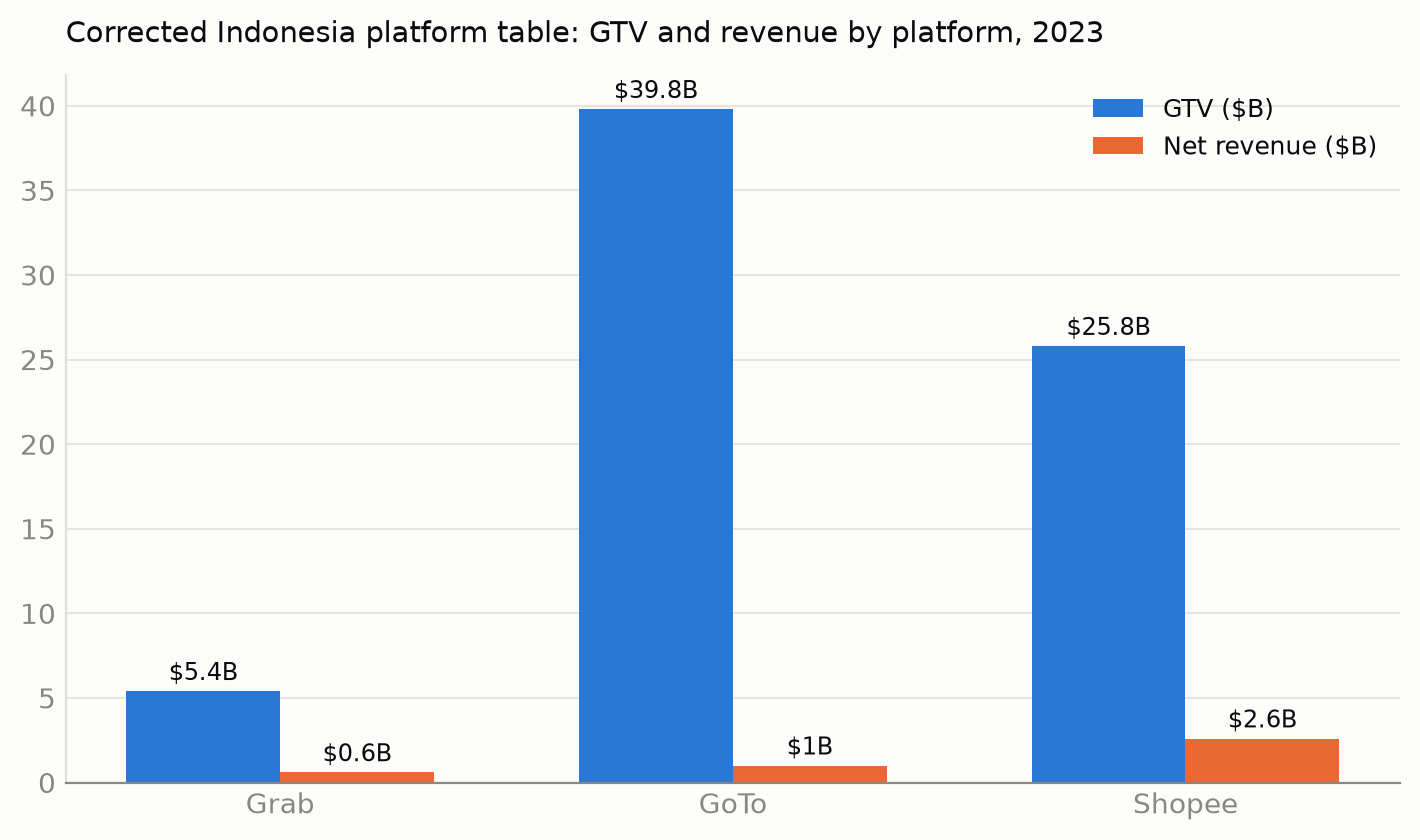 Corrected Indonesia platform table: GTV and revenue by platform, 2023
GTV ($B)
Net revenue ($B)
40
35
30
25
20
15
10
5
0
$5.4B
$0.6B
$39.8B
$1B
$25.8B
$2.6B
Grab
GoTo
Shopee